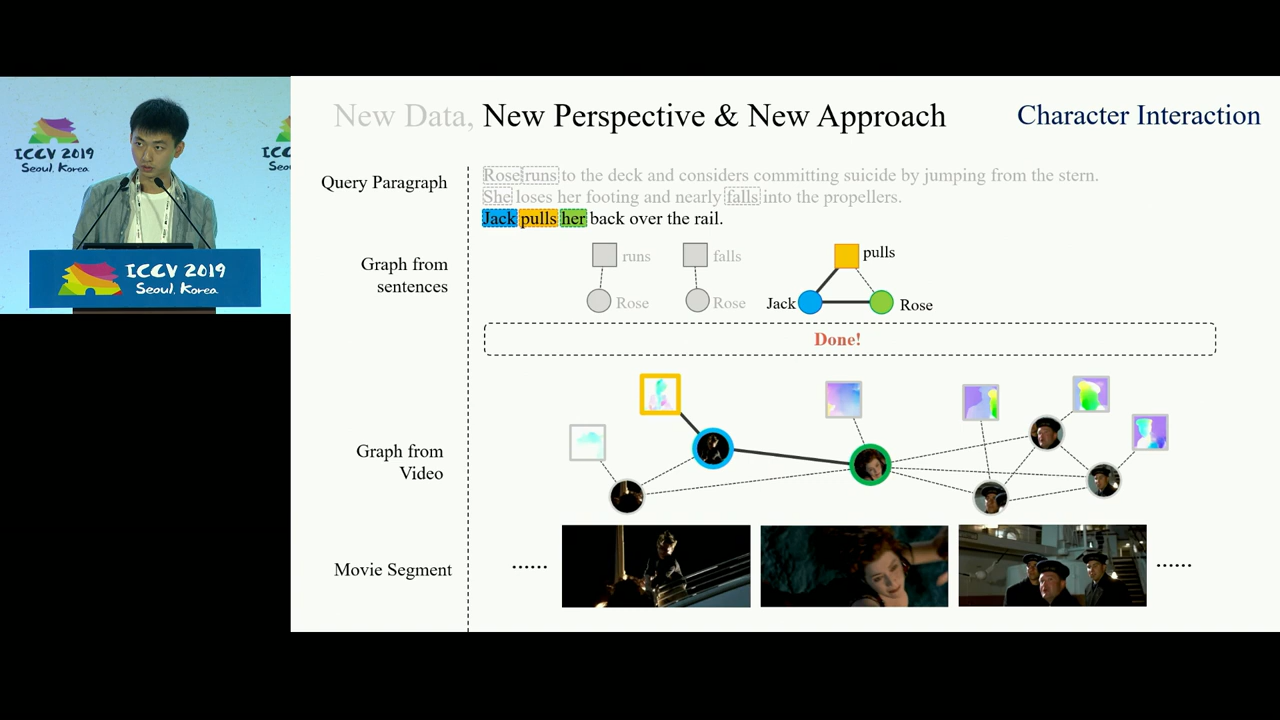 ICCV 2019
Seoul, Korea
ICCV 2019
Seoul, Korea
New Data, New Perspective & New Approach
Character Interaction
Query Paragraph
Rose runs to the deck and considers committing suicide by jumping from the stern.
She loses her footing and nearly falls into the propellers.
Jack pulls her back over the rail.
Graph from
sentences
runs
falls
pulls
Rose
Rose
Jack
Rose
Done!
Graph from
Video
Movie Segment
......
......